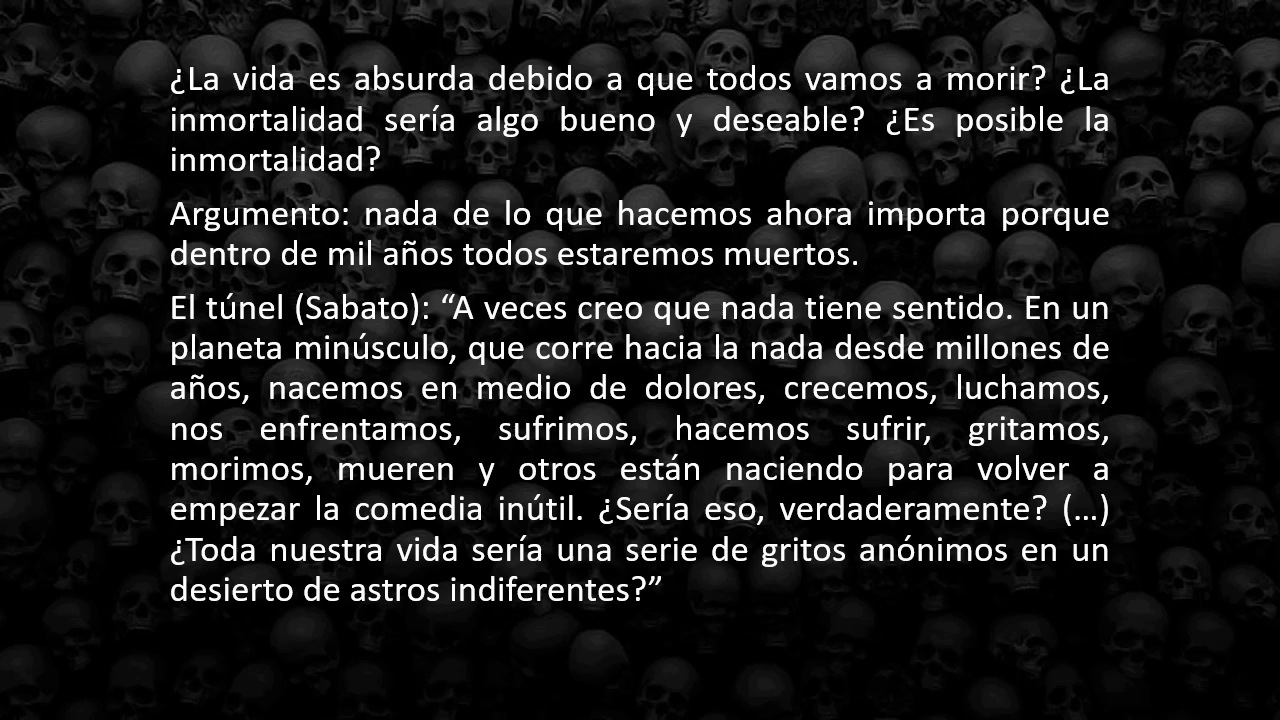 ¿La vida es absurda debido a que todos vamos a morir? ¿La
inmortalidad sería algo bueno y deseable? ¿Es posible la
inmortalidad?
Argumento: nada de lo que hacemos ahora importa porque
dentro de mil años todos estaremos muertos.
El túnel (Sabato): “A veces creo que nada tiene sentido. En un
planeta minúsculo, que corre hacia la nada desde millones de
años, nacemos en medio de dolores, crecemos, luchamos,
nos enfrentamos, sufrimos, hacemos sufrir, gritamos,
morimos, mueren y otros están naciendo para volver a
empezar la comedia inútil. ¿Sería eso, verdaderamente? (…)
¿Toda nuestra vida sería una serie de gritos anónimos en un
desierto de astros indiferentes?”